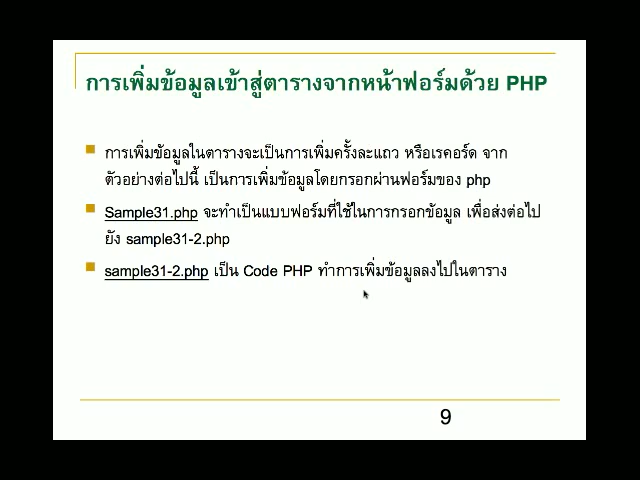 การเพิ่มข้อมูลเข้าสู่ตารางจากหน้าฟอร์มด้วย PHP
การเพิ่มข้อมูลในตารางจะเป็นการเพิ่มครั้งละแถว หรือเรคอร์ด จาก
ตัวอย่างต่อไปนี้ เป็นการเพิ่มข้อมูลโดยกรอกผ่านฟอร์มของ php
Sample31.php จะทำเป็นแบบฟอร์มที่ใช้ในการกรอกข้อมูล เพื่อส่งต่อไป
ยัง sample31-2.php
sample31-2.php เป็น Code PHP ทำการเพิ่มข้อมูลลงไปในตาราง
9